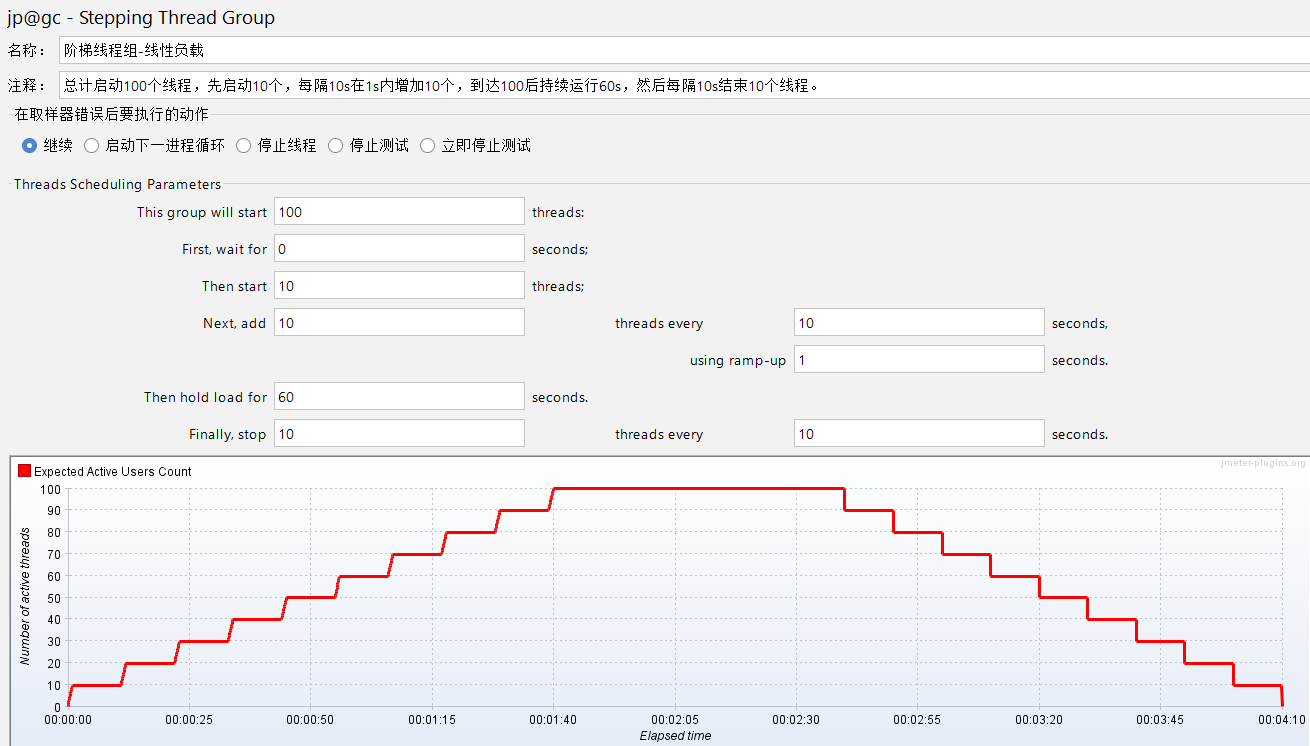 jp@gc - Stepping Thread Group
名称： 阶梯线程组-线性负载
注释： 总计启动100个线程，先启动10个，每隔10s在1s内增加10个，到达100后持续运行60s，然后每隔10s结束10个线程。
在取样器错误后要执行的动作
继续 启动下一进程循环 停止线程 停止测试 立即停止测试
Threads Scheduling Parameters
This group will start 100 threads:
First, wait for 0 seconds;
Then start 10 threads;
Next, add 10 threads every 10 seconds,
using ramp-up 1 seconds.
Then hold load for 60 seconds.
Finally, stop 10 threads every 10 seconds.
jmeter-plugins.org
Expected Active Users Count
100
90
80
70
60
50
40
30
20
10
0
Number of active threads
00:00:00 00:00:25 00:00:50 00:01:15 00:01:40 00:02:05 00:02:30 00:02:55 00:03:20 00:03:45 00:04:10
Elapsed time